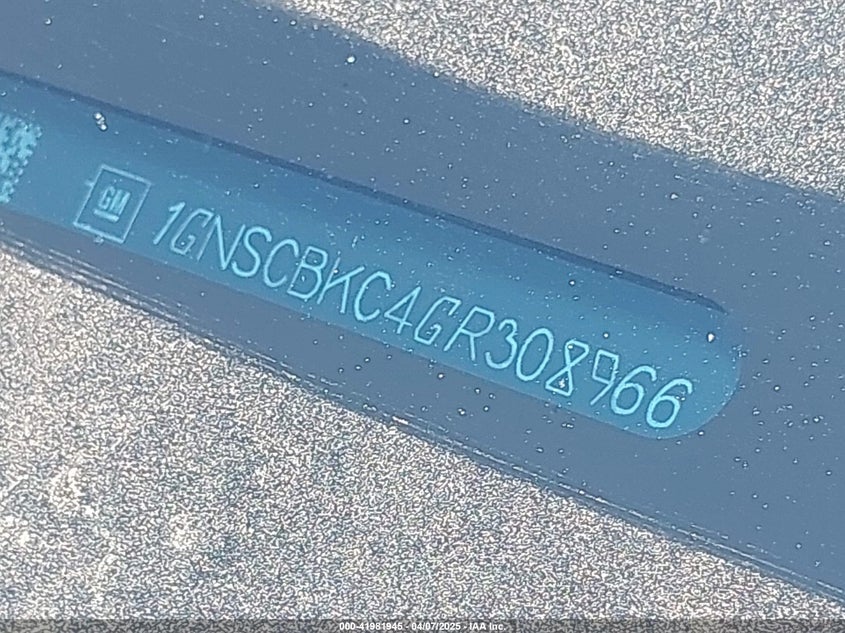 GM
1GNSCBKC4GR308966
000-41981945 - 04/07/2025 - IAA Inc.